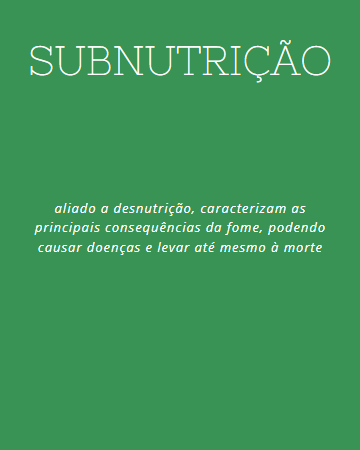 SUBNUTRIÇÃO
aliado a desnutrição, caracterizam as
principais consequências da fome, podendo
causar doenças e levar até mesmo à morte